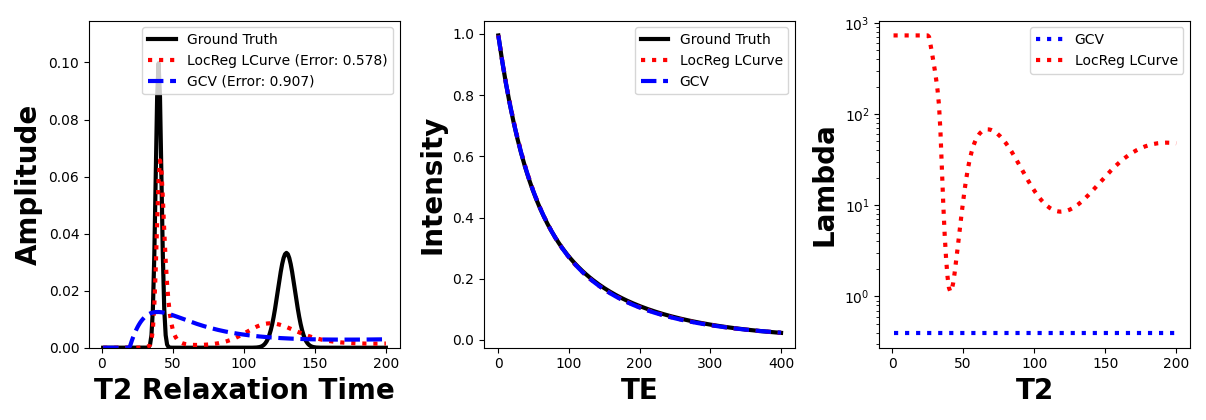 Amplitude
0.10
0.08
0.06
0.04
0.02
0.00
0
50
100
150
200
T2 Relaxation Time
Ground Truth
LocReg LCurve (Error: 0.578)
GCV (Error: 0.907)
Intensity
1.0
0.8
0.6
0.4
0.2
0.0
0
100
200
300
400
TE
Ground Truth
LocReg LCurve
GCV
Lambda
10³
10²
10¹
10⁰
0
50
100
150
200
T2
GCV
LocReg LCurve